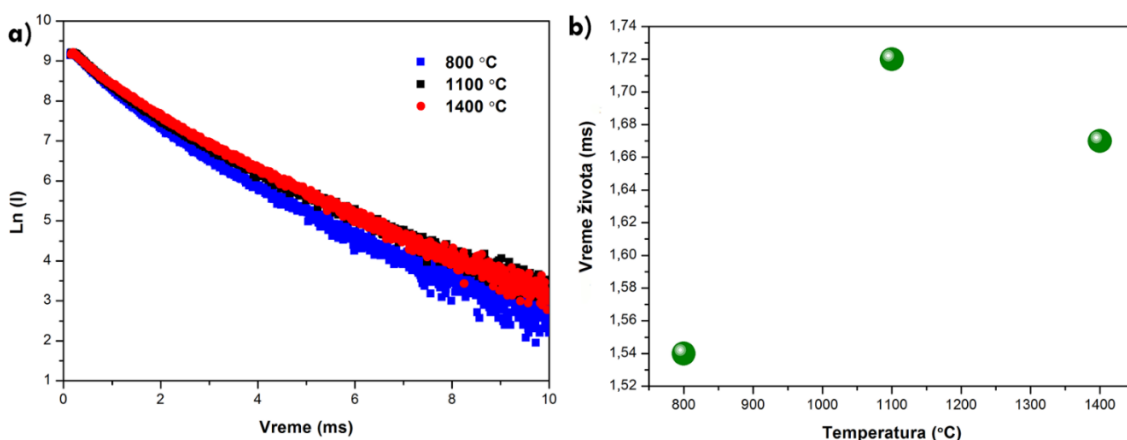 a)
10
9
8
7
6
5
4
3
2
1
Ln (I)
800 °C
1100 °C
1400 °C
0 2 4 6 8 10
Vreme (ms)
b)
1,74
1,72
1,70
1,68
1,66
1,64
1,62
1,60
1,58
1,56
1,54
1,52
Vreme života (ms)
800 900 1000 1100 1200 1300 1400
Temperatura (°C)